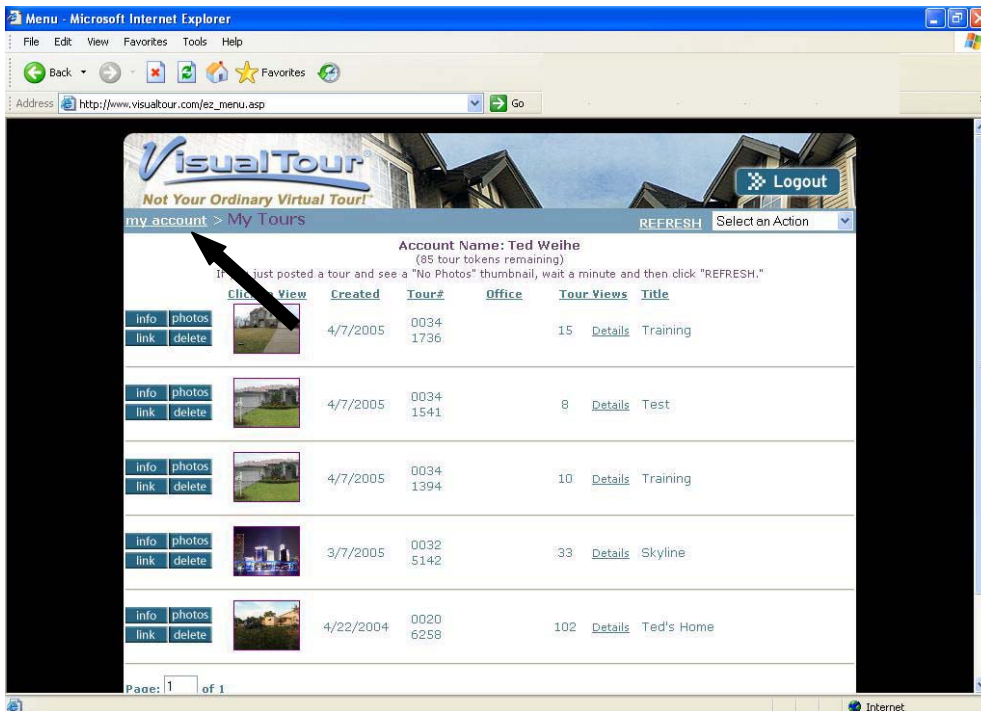 Menu - Microsoft Internet Explorer
File Edit View Favorites Tools Help
Back Favorites
Address http://www.visualtour.com/ez_menu.asp Go
VisualTour
Not Your Ordinary Virtual Tour!
Logout
my account > My Tours REFRESH Select an Action
Account Name: Ted Weihe
(85 tour tokens remaining)
just posted a tour and see a "No Photos" thumbnail, wait a minute and then click "REFRESH."
View Created Tour# Office Tour Views Title
info photos
link delete
4/7/2005 0034 1736 15 Details Training
info photos
link delete
4/7/2005 0034 1541 8 Details Test
info photos
link delete
4/7/2005 0034 1394 10 Details Training
info photos
link delete
3/7/2005 0032 5142 33 Details Skyline
info photos
link delete
4/22/2004 0020 6258 102 Details Ted's Home
Page: 1 of 1
Internet